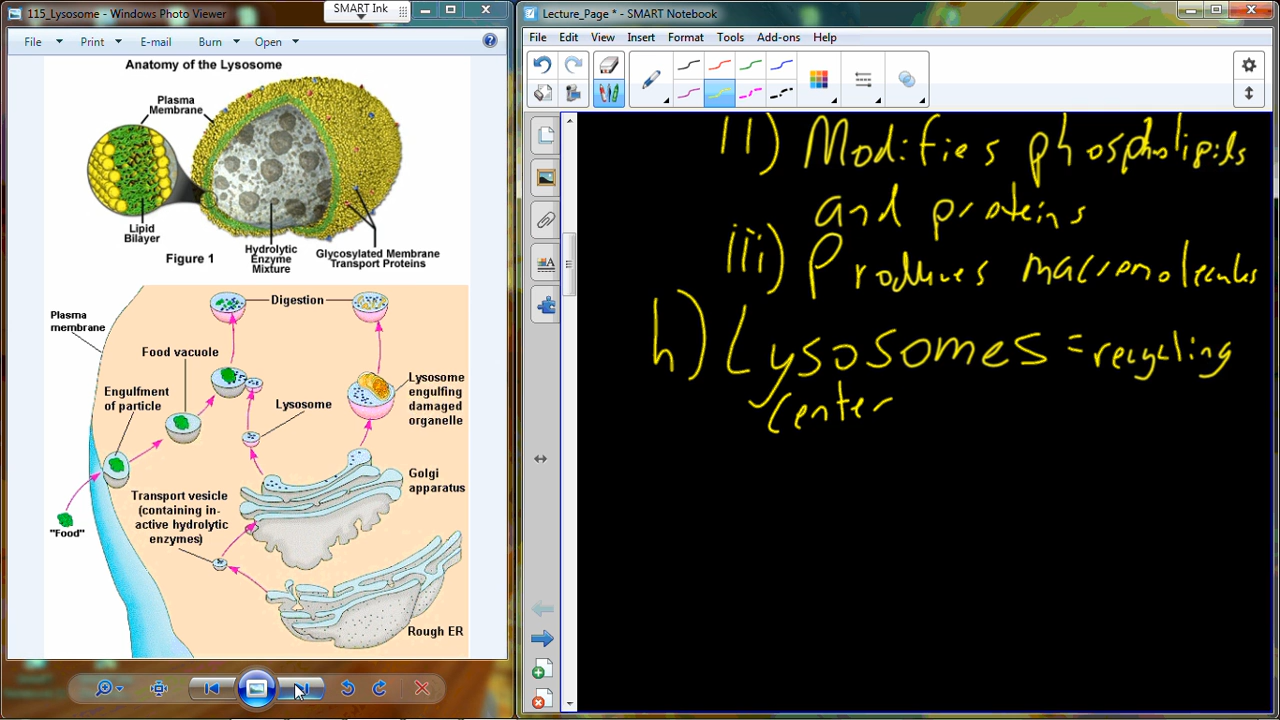 115_Lysosome - Windows Photo Viewer
SMART Ink
File Print E-mail Burn Open
Anatomy of the Lysosome
Plasma
Membrane
Lipid
Bilayer
Figure 1
Hydrolytic
Enzyme
Mixture
Glycosylated Membrane
Transport Proteins
Digestion
Plasma
membrane
Food vacuole
Engulfment
of particle
Lysosome
Lysosome
engulfing
damaged
organelle
Golgi
apparatus
Transport vesicle
(containing in-
active hydrolytic
enzymes)
"Food"
Rough ER
Lecture_Page * - SMART Notebook
File Edit View Insert Format Tools Add-ons Help
ii) Modifies phospholipids
and proteins
iii) Produces macromolecules
h) Lysosomes = recycling
center